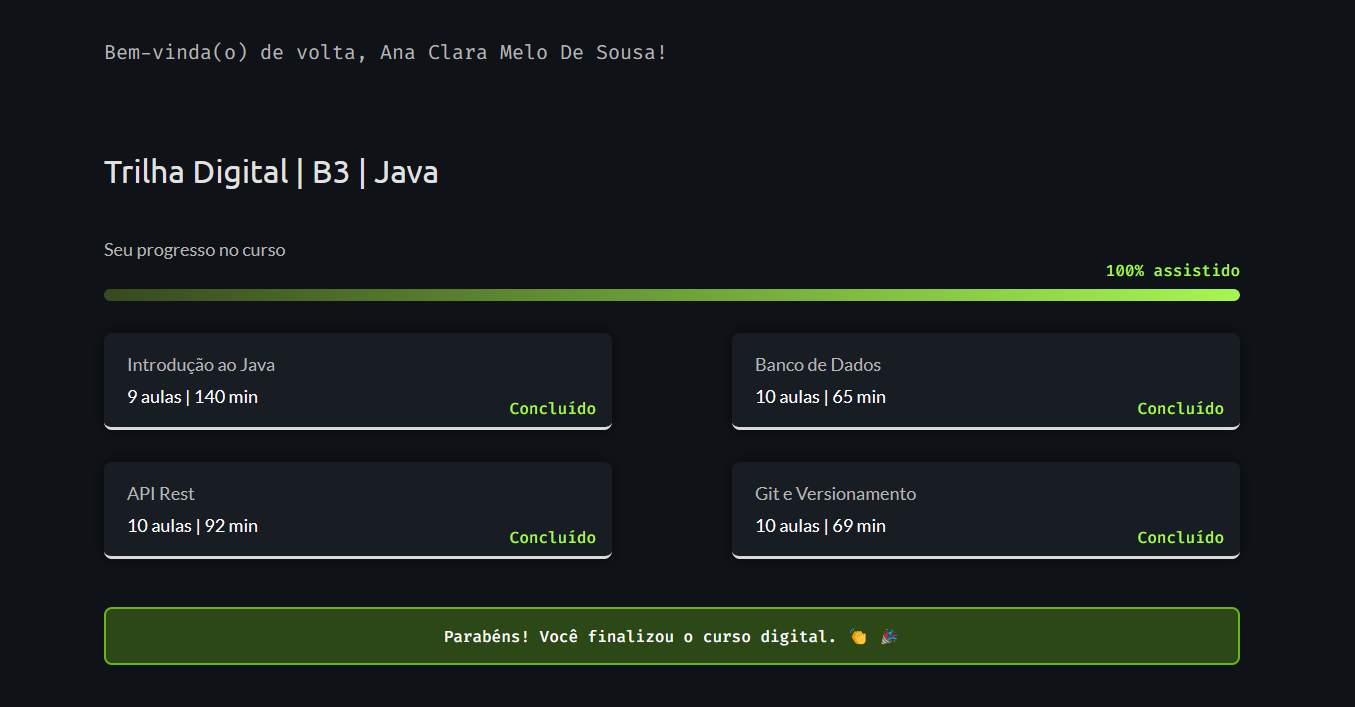 Bem-vinda(o) de volta, Ana Clara Melo De Sousa!
Trilha Digital | B3 | Java
Seu progresso no curso
100% assistido
Introdução ao Java
9 aulas | 140 min
Concluído
Banco de Dados
10 aulas | 65 min
Concluído
API Rest
10 aulas | 92 min
Concluído
Git e Versionamento
10 aulas | 69 min
Concluído
Parabéns! Você finalizou o curso digital. 👏 🎉